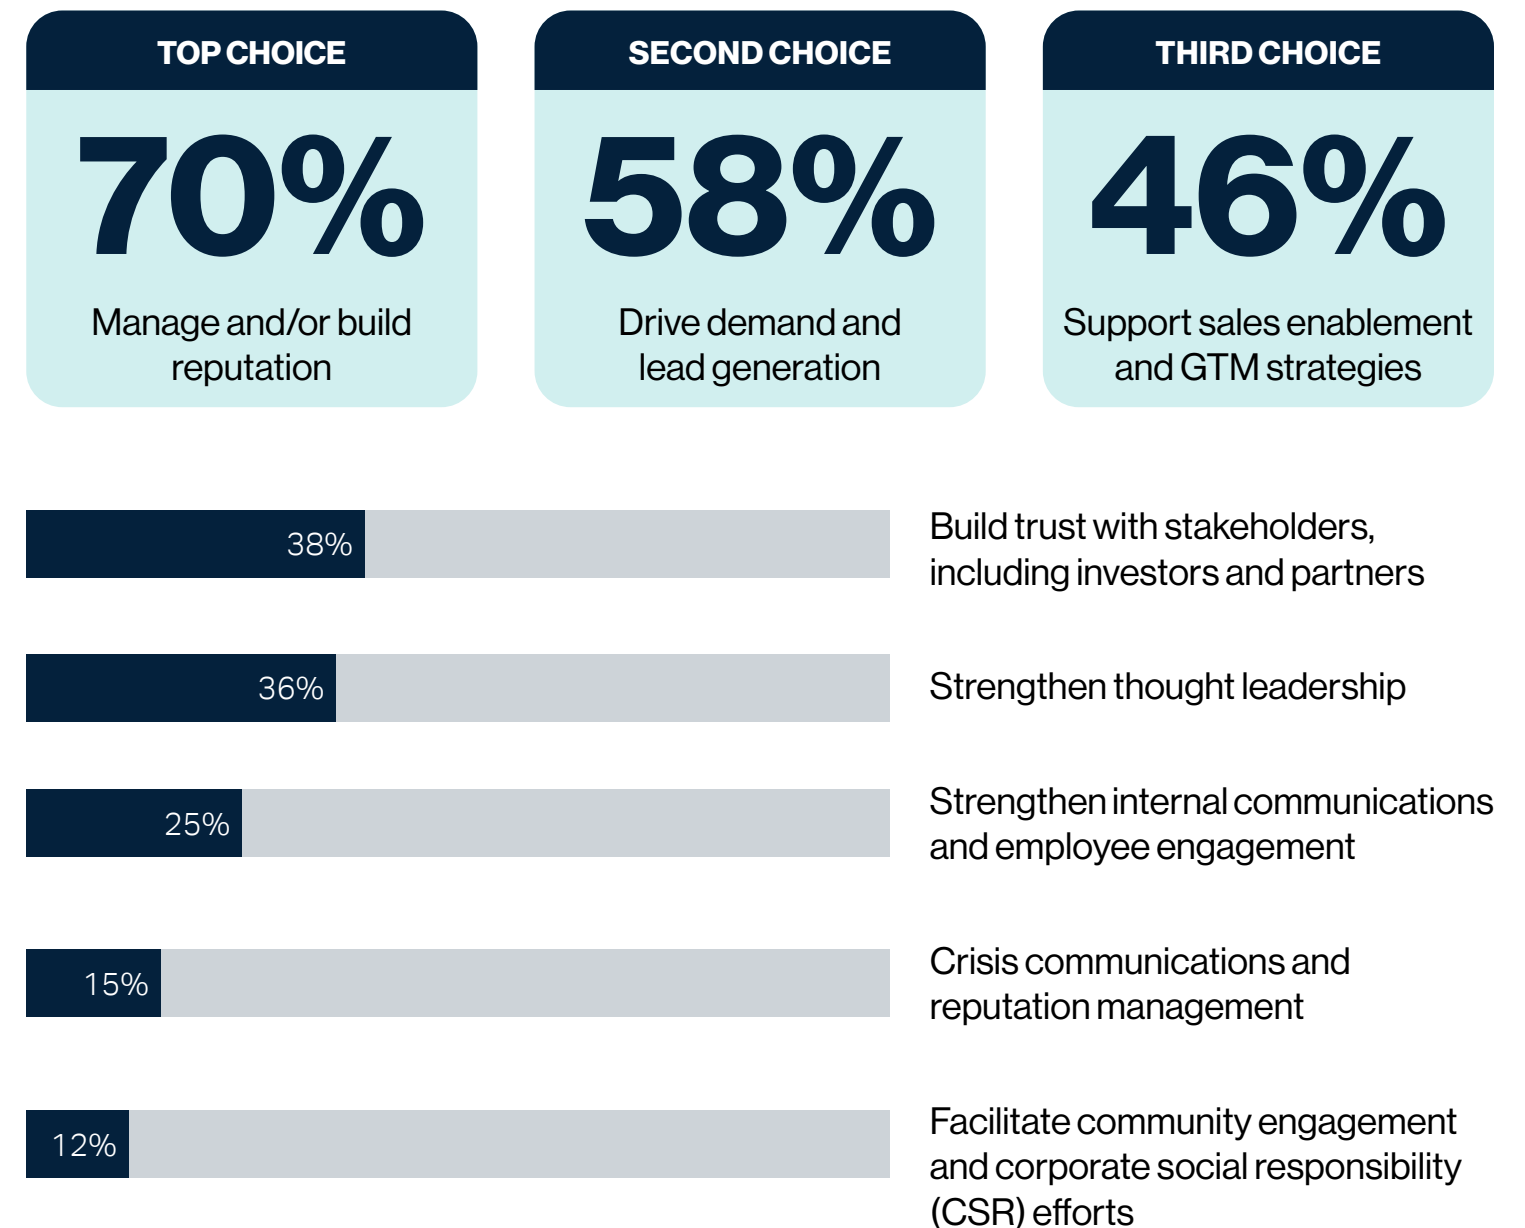 TOP CHOICE
70%
Manage and/or build
reputation
SECOND CHOICE
58%
Drive demand and
lead generation
THIRD CHOICE
46%
Support sales enablement
and GTM strategies
38%
Build trust with stakeholders,
including investors and partners
36%
Strengthen thought leadership
25%
Strengthen internal communications
and employee engagement
15%
Crisis communications and
reputation management
12%
Facilitate community engagement
and corporate social responsibility
(CSR) efforts